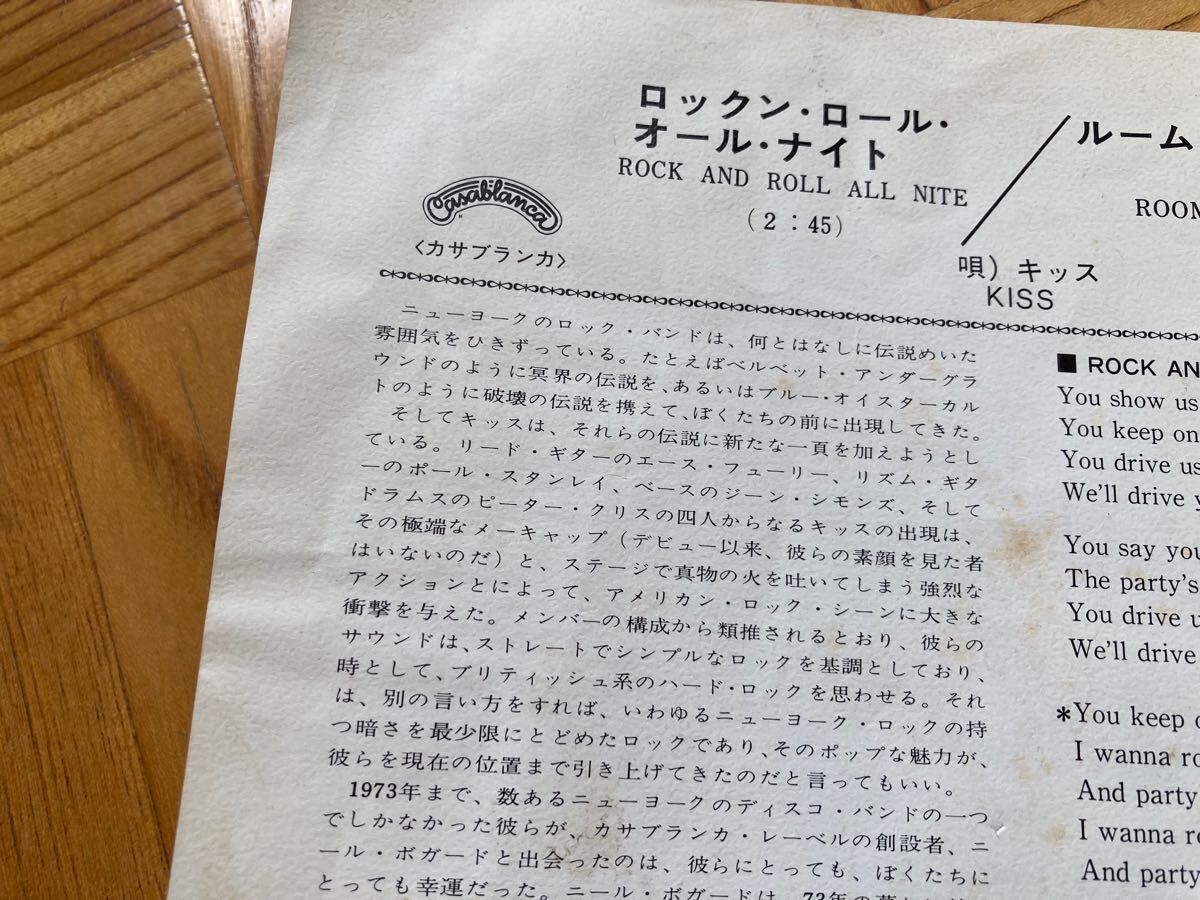 ロックン・ロール・
オール・ナイト
ROCK AND ROLL ALL NITE
(2:45)
ルーム
ROOM
唄) キッス
KISS
Casablanca
〈カサブランカ〉
ニューヨークのロック・バンドは、何とはなしに伝説めいた
雰囲気をひきずっている。たとえばベルベット・アンダーグラ
ウンドのように冥界の伝説を、あるいはブルー・オイスターカル
トのように破壊の伝説を携えて、ぼくたちの前に出現してきた。
そしてキッスは、それらの伝説に新たな一頁を加えようとし
ている。リード・ギターのエース・フューリー、リズム・ギタ
ーのポール・スタンレイ、ベースのジーン・シモンズ、そして
ドラムスのピーター・クリスの四人からなるキッスの出現は、
その極端なメーキャップ（デビュー以来、彼らの素顔を見た者
はいないのだ）と、ステージで真物の火を吐いてしまう強烈な
アクションとによって、アメリカン・ロック・シーンに大きな
衝撃を与えた。メンバーの構成から類推されるとおり、彼らの
サウンドは、ストレートでシンプルなロックを基調としており、
時として、ブリティッシュ系のハード・ロックを思わせる。それ
は、別の言い方をすれば、いわゆるニューヨーク・ロックの持
つ暗さを最少限にとどめたロックであり、そのポップな魅力が、
彼らを現在の位置まで引き上げてきたのだと言ってもいい。
1973年まで、数あるニューヨークのディスコ・バンドの一つ
でしかなかった彼らが、カサブランカ・レーベルの創設者、ニ
ール・ボガードと出会ったのは、彼らにとっても、ぼくたちに
とっても幸運だった。ニール・ボガードは、73年の
■ ROCK AN
You show us
You keep on
You drive us
We'll drive y
You say you
The party's
You drive u
We'll drive
*You keep o
I wanna ro
And party
I wanna ro
And party